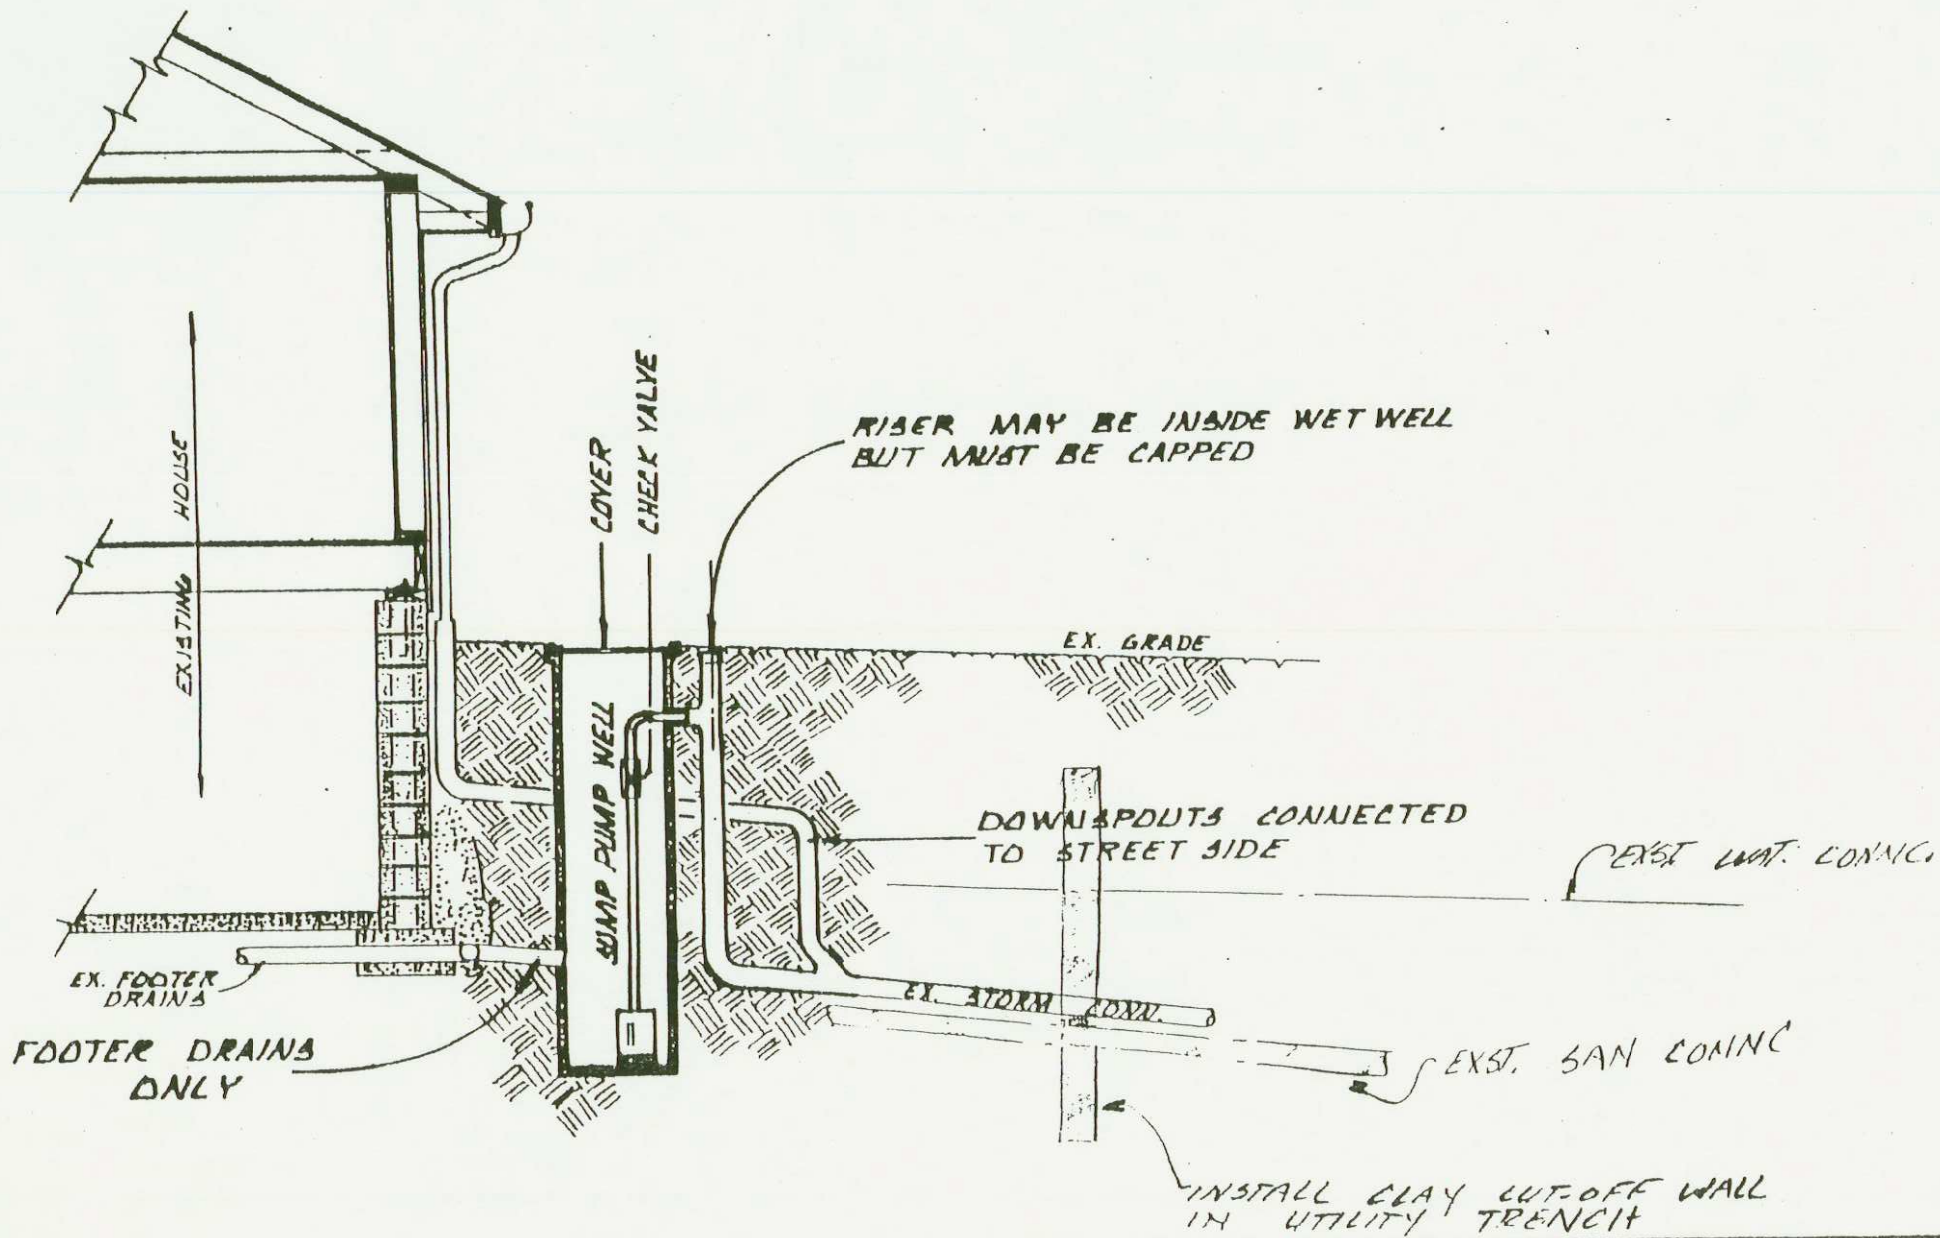 EXISTING HOUSE
COVER
CHECK VALVE
RISER MAY BE INSIDE WET WELL
BUT MUST BE CAPPED
EX. GRADE
SUMP PUMP WELL
DOWNSPOUTS CONNECTED
TO STREET SIDE
EXST WAT. CONNC.
EX. FOOTER
DRAINS
EX. STORM CONN.
FOOTER DRAINS
ONLY
EXST. SAN CONNC
INSTALL CLAY CUT-OFF WALL
IN UTILITY TRENCH